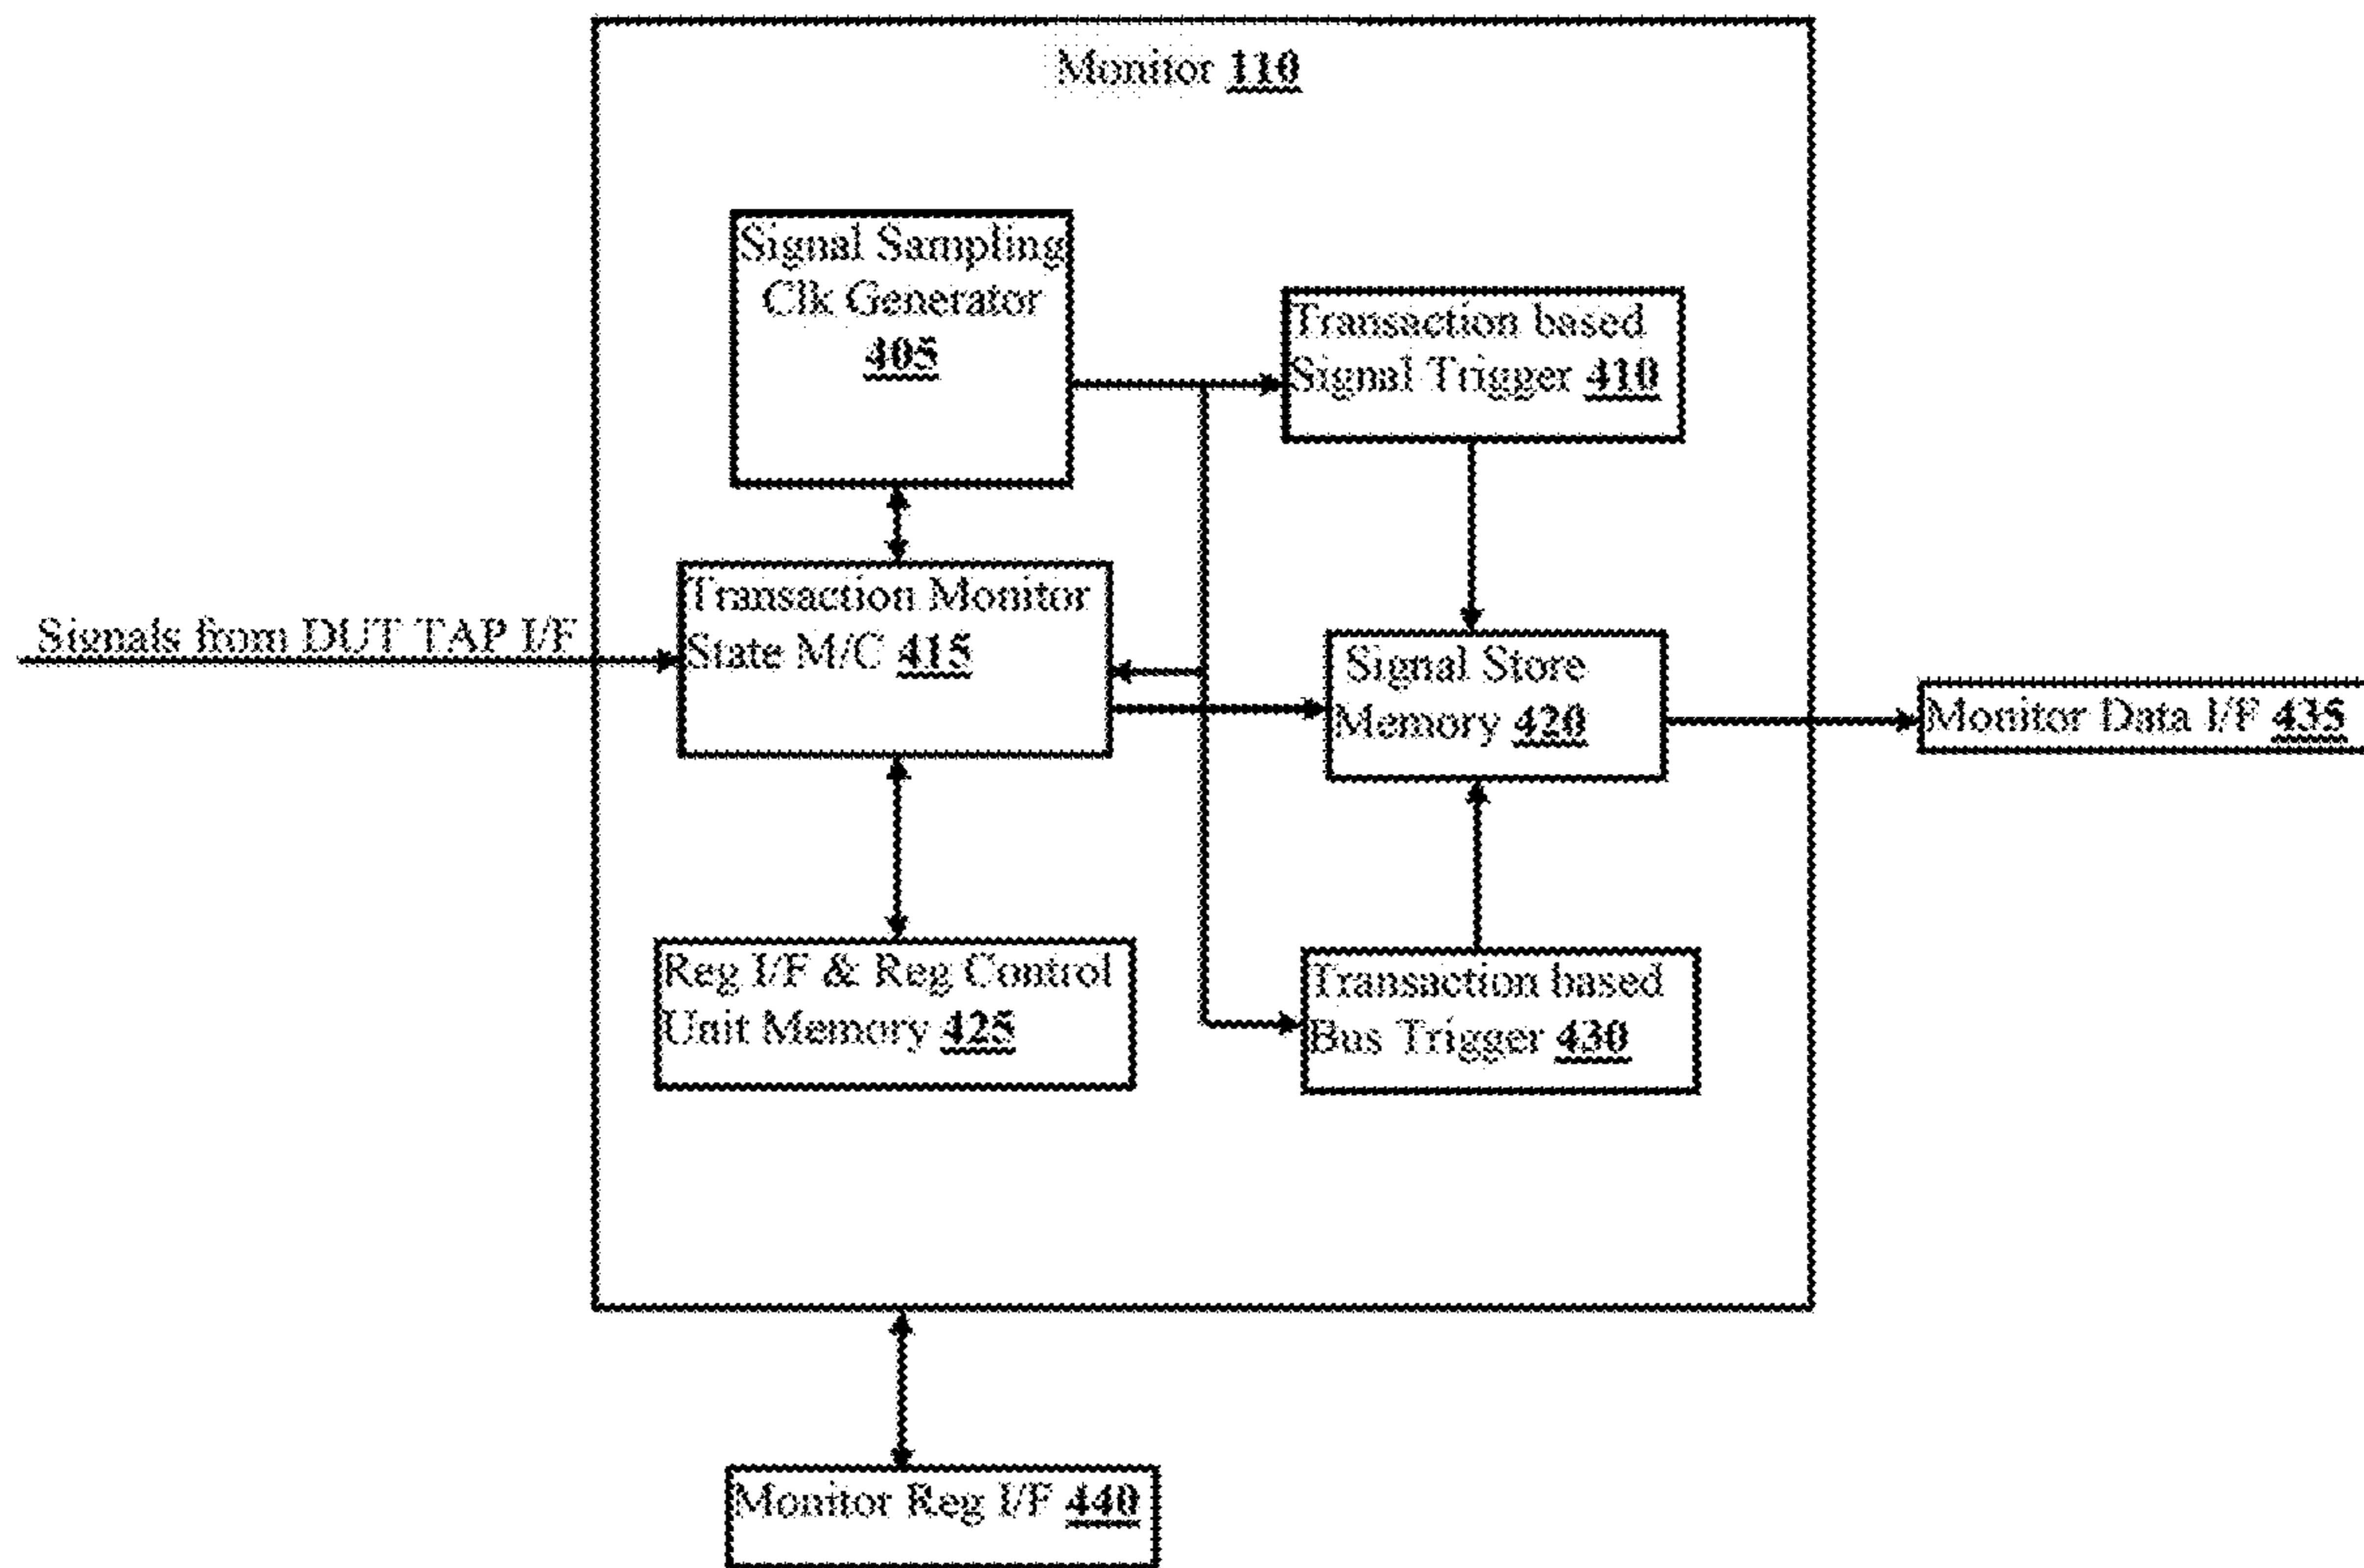 Monitor 110
Signal Sampling
Clk Generator
405
Transaction based
Signal Trigger 410
Signals from DUT TAP I/F
Transaction Monitor
State M/C 415
Signal Store
Memory 420
Monitor Data I/F 435
Reg I/F & Reg Control
Unit Memory 425
Transaction based
Bus Trigger 430
Monitor Reg I/F 440